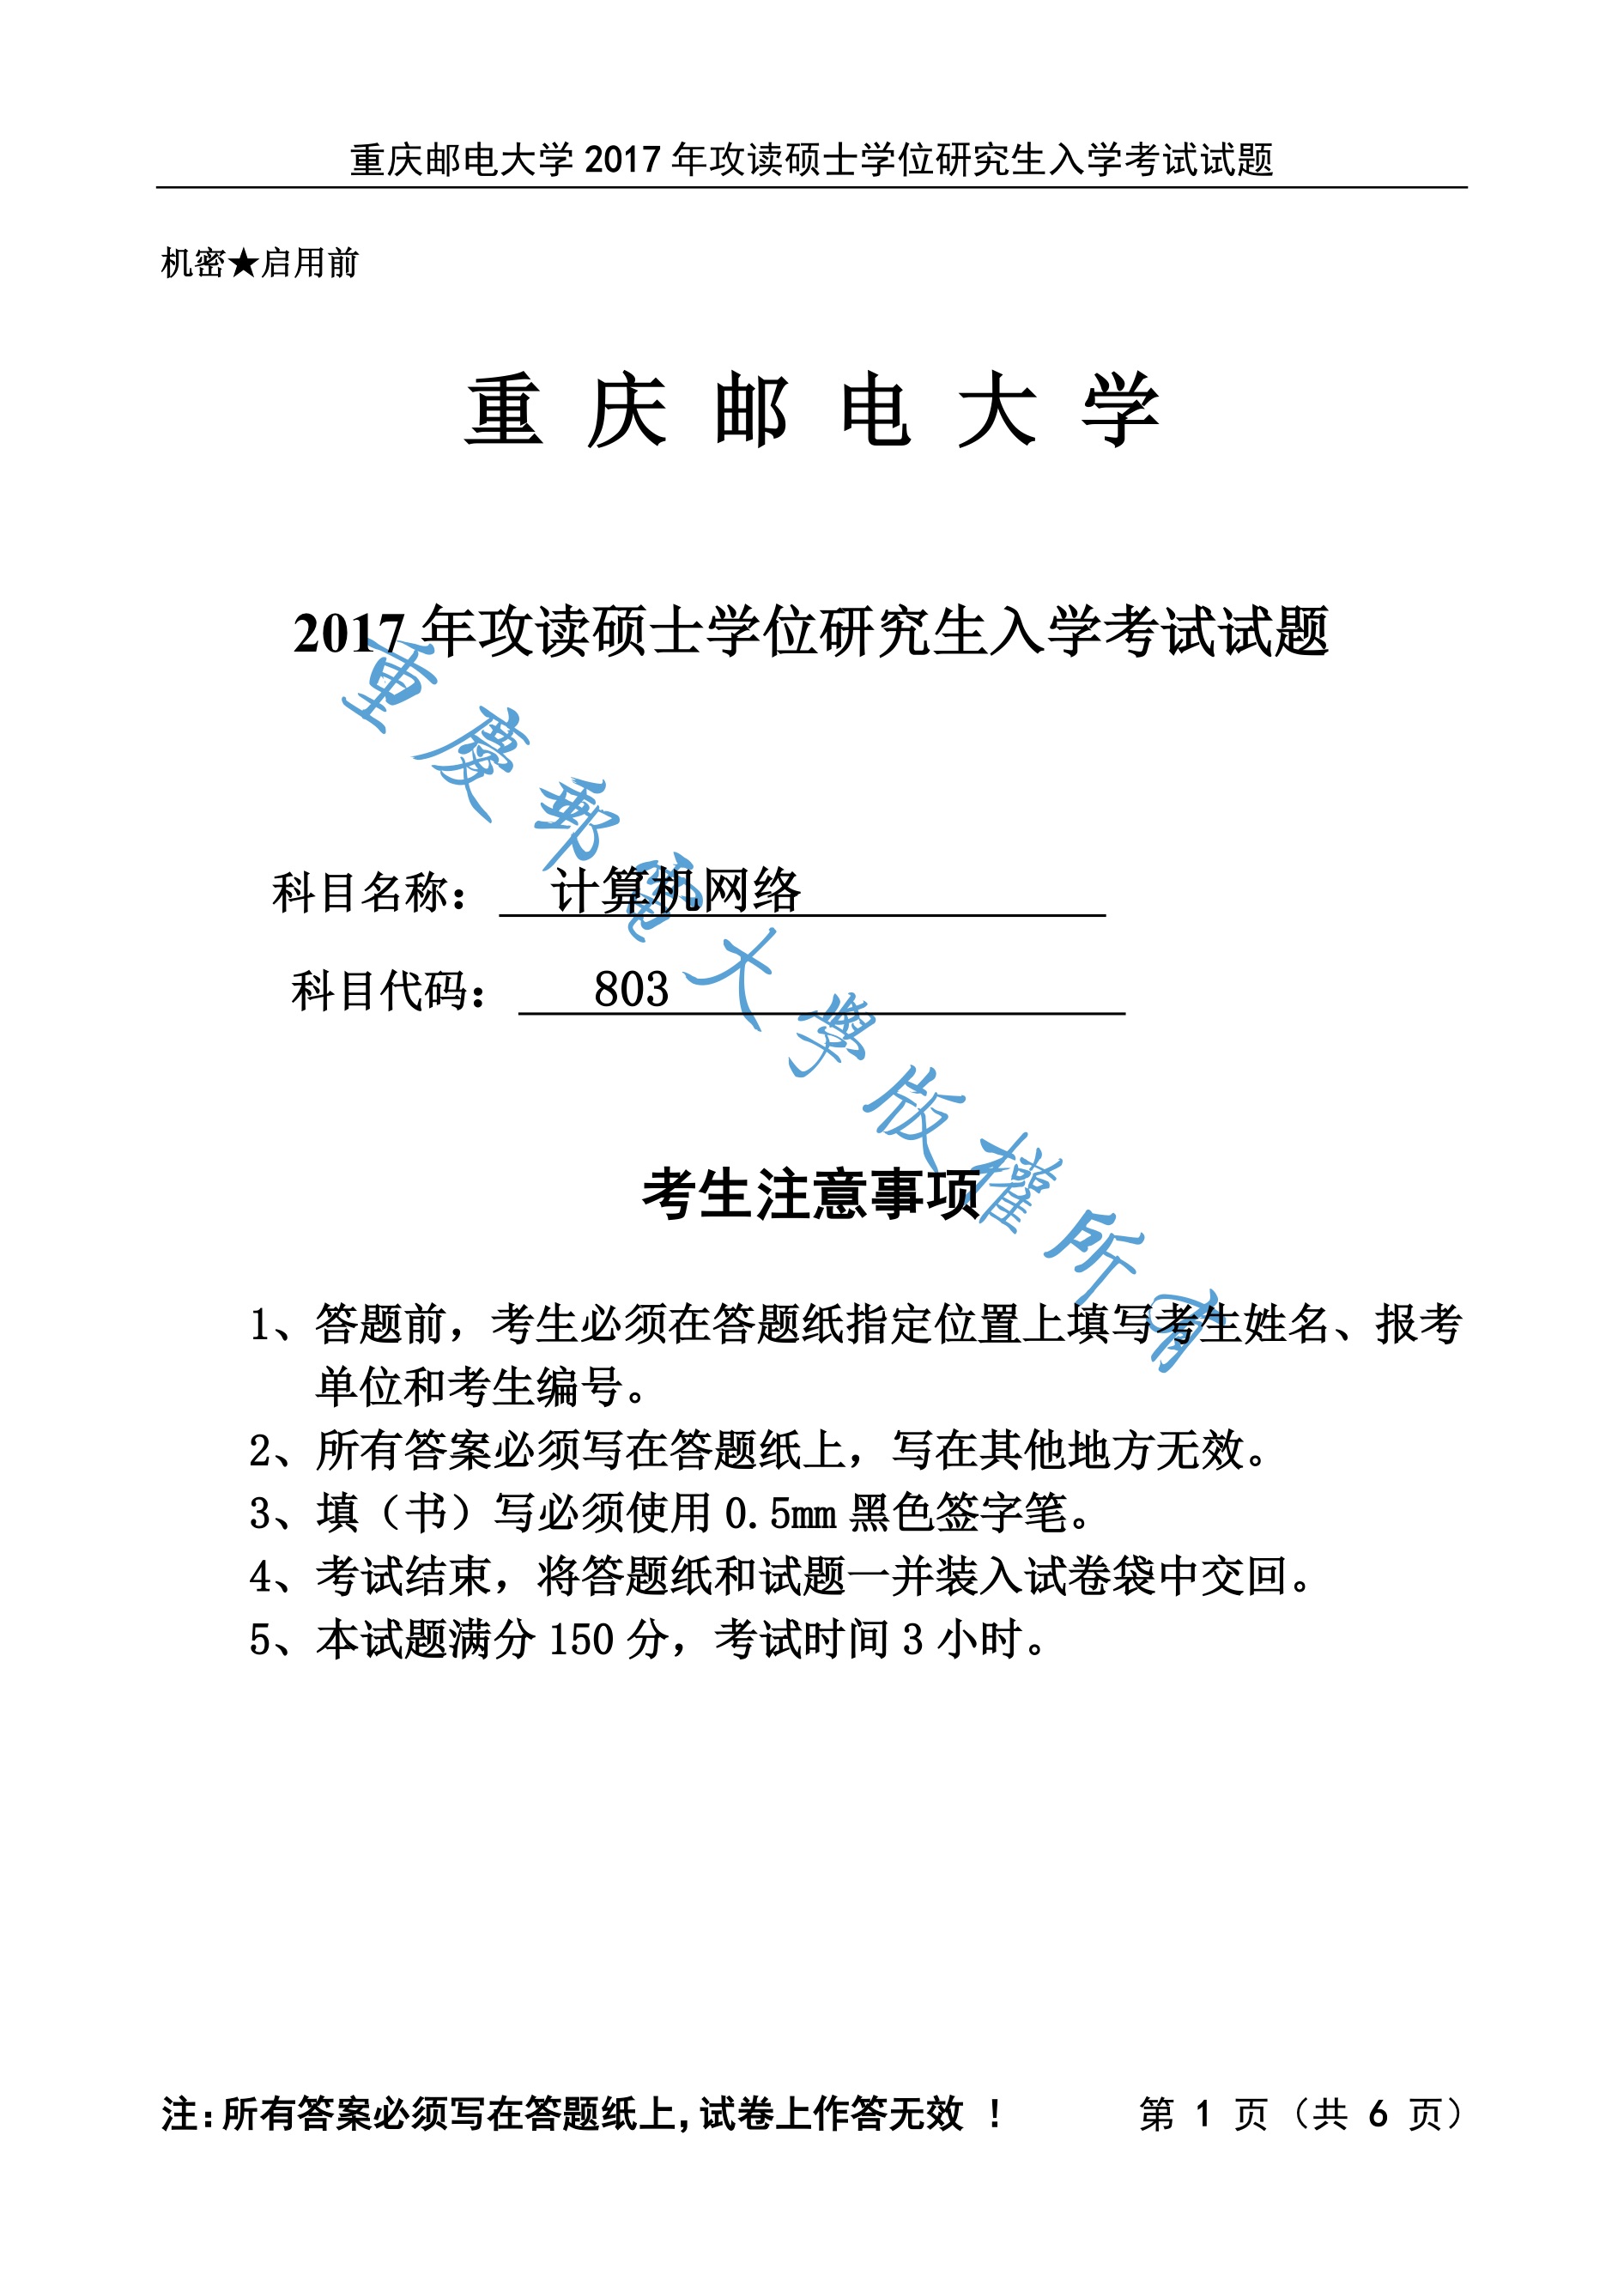 重庆邮电大学 2017 年攻读硕士学位研究生入学考试试题
机密★启用前
重 庆 邮 电 大 学
2017 年攻读硕士学位研究生入学考试试题
重慶郵電大學版權所有
科目名称： 计算机网络
科目代码： 803
考生注意事项
1、答题前，考生必须在答题纸指定位置上填写考生姓名、报考
单位和考生编号。
2、所有答案必须写在答题纸上，写在其他地方无效。
3、填（书）写必须使用 0.5mm 黑色签字笔。
4、考试结束，将答题纸和试题一并装入试卷袋中交回。
5、本试题满分 150 分，考试时间 3 小时。
注:所有答案必须写在答题纸上,试卷上作答无效 ! 第 1 页（共 6 页）